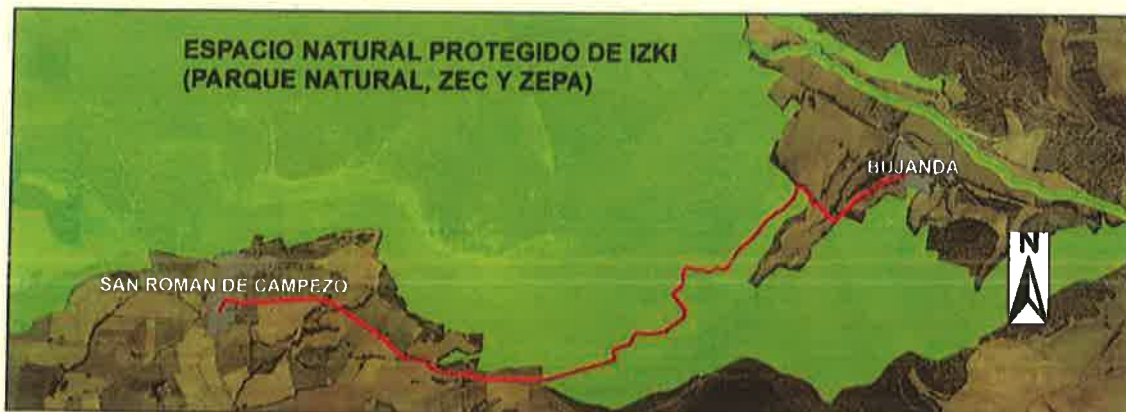 ESPACIO NATURAL PROTEGIDO DE IZKI
(PARQUE NATURAL, ZEC Y ZEPA)
BUJANDA
SAN ROMAN DE CAMPEZO
N